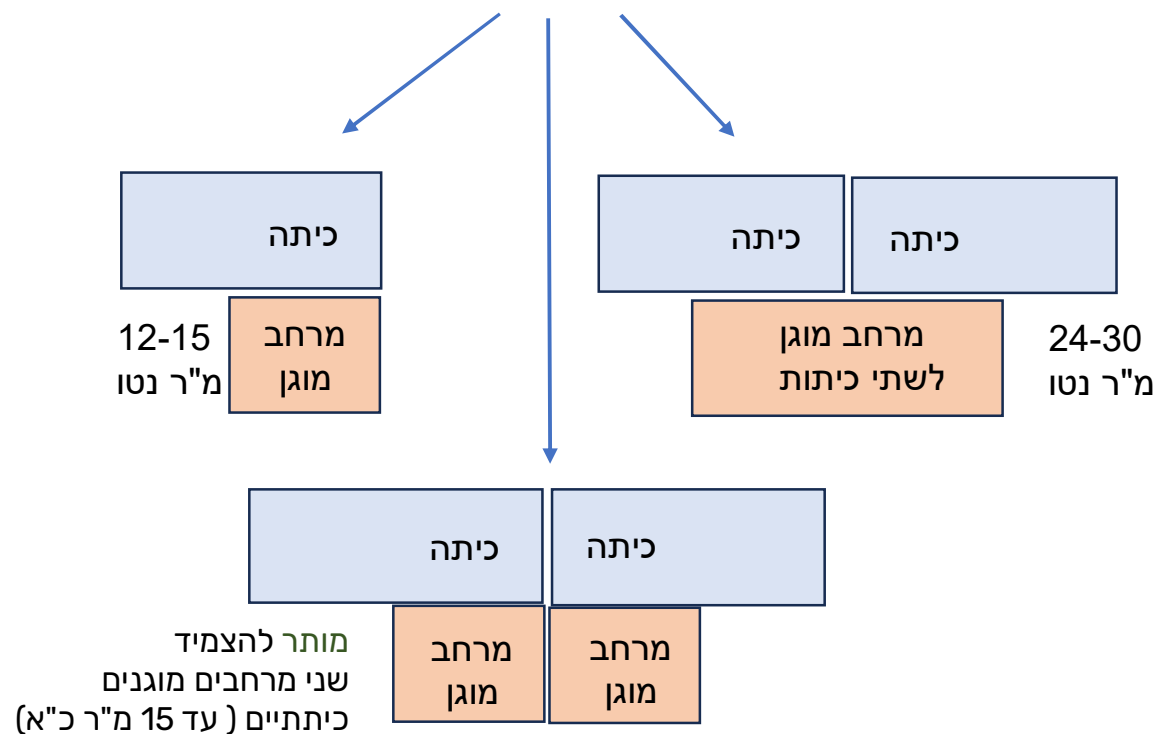 כיתה
כיתה
כיתה
מרחב מוגן
לשתי כיתות
24-30
מ"ר נטו
מרחב
מוגן
12-15
מ"ר נטו
כיתה
כיתה
מרחב
מוגן
מרחב
מוגן
מותר להצמיד
שני מרחבים מוגנים
כיתתיים ( עד 15 מ"ר כ"א)